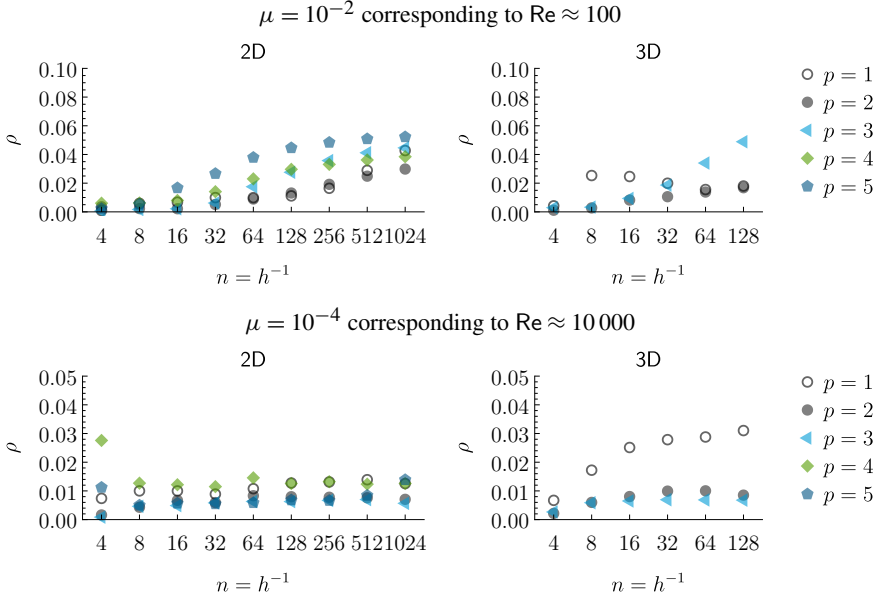 μ = 10⁻² corresponding to Re ≈ 100
2D
3D
0.10
0.08
0.06
0.04
0.02
0.00
ρ
4 8 16 32 64 128 256 512 1024
n = h⁻¹
0.10
0.08
0.06
0.04
0.02
0.00
ρ
4 8 16 32 64 128
n = h⁻¹
p = 1
p = 2
p = 3
p = 4
p = 5
μ = 10⁻⁴ corresponding to Re ≈ 10 000
2D
3D
0.05
0.04
0.03
0.02
0.01
0.00
ρ
4 8 16 32 64 128 256 512 1024
n = h⁻¹
0.05
0.04
0.03
0.02
0.01
0.00
ρ
4 8 16 32 64 128
n = h⁻¹
p = 1
p = 2
p = 3
p = 4
p = 5